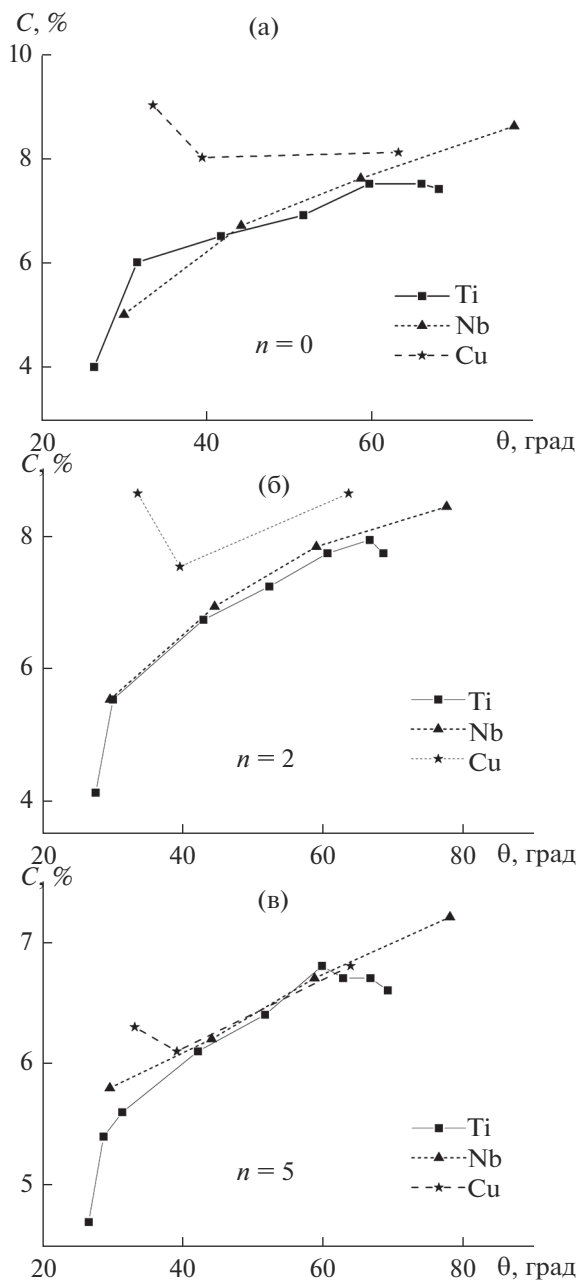 C, %
(а)
10
8
6
4
Ti
Nb
Cu
n = 0
20 40 60 θ, град
C, %
(б)
8
6
4
Ti
Nb
Cu
n = 2
20 40 60 80 θ, град
C, %
(в)
7
6
5
Ti
Nb
Cu
n = 5
20 40 60 80 θ, град